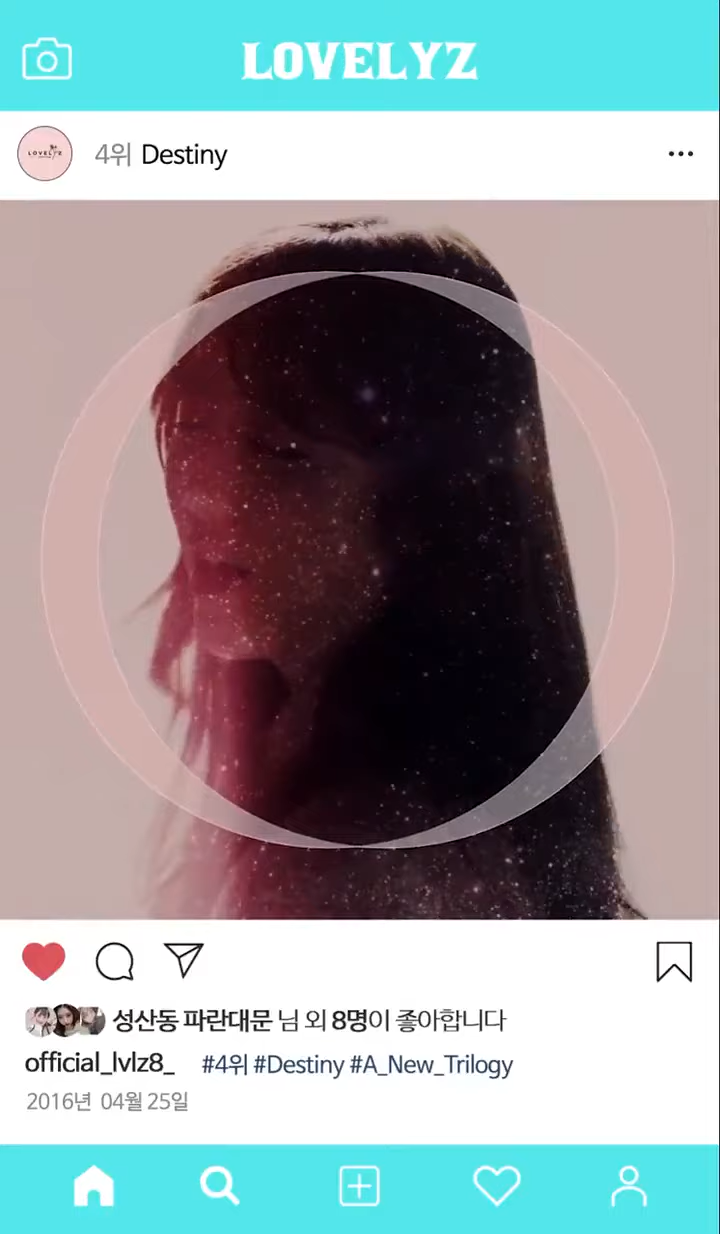 LOVELYZ
LOVELYZ
4위 Destiny
성산동 파란대문 님 외 8명이 좋아합니다
official_lvlz8_ #4위 #Destiny #A_New_Trilogy
2016년 04월 25일